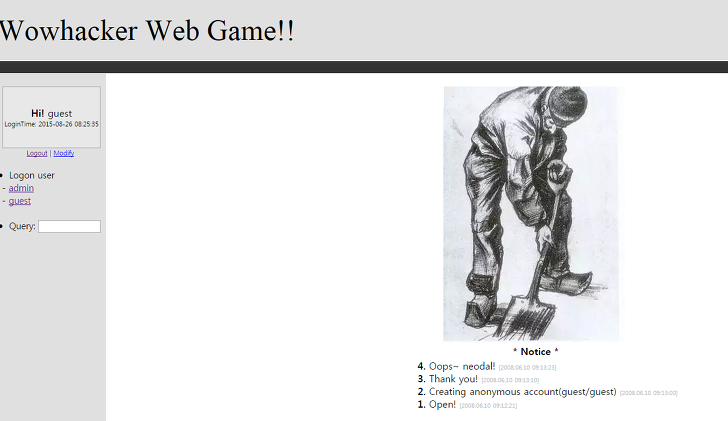 Wowhacker Web Game!!
Hi! guest
LoginTime: 2015-08-26 08:25:35
Logout | Modify
Logon user
- admin
- guest
Query:
* Notice *
4. Oops~ neodal! [2008.06.10 09:13:23]
3. Thank you! [2008.06.10 09:13:10]
2. Creating anonymous account(guest/guest) [2008.06.10 09:13:00]
1. Open! [2008.06.10 09:12:21]